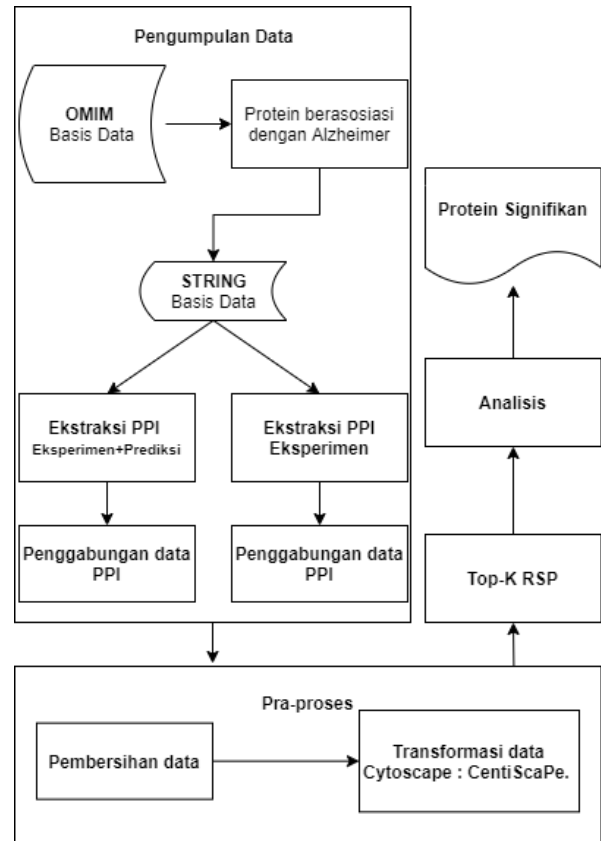 Pengumpulan Data
OMIM
Basis Data
Protein berasosiasi
dengan Alzheimer
STRING
Basis Data
Ekstraksi PPI
Eksperimen+Prediksi
Ekstraksi PPI
Eksperimen
Penggabungan data
PPI
Penggabungan data
PPI
Pra-proses
Pembersihan data
Transformasi data
Cytoscape : CentiScaPe.
Top-K RSP
Analisis
Protein Signifikan